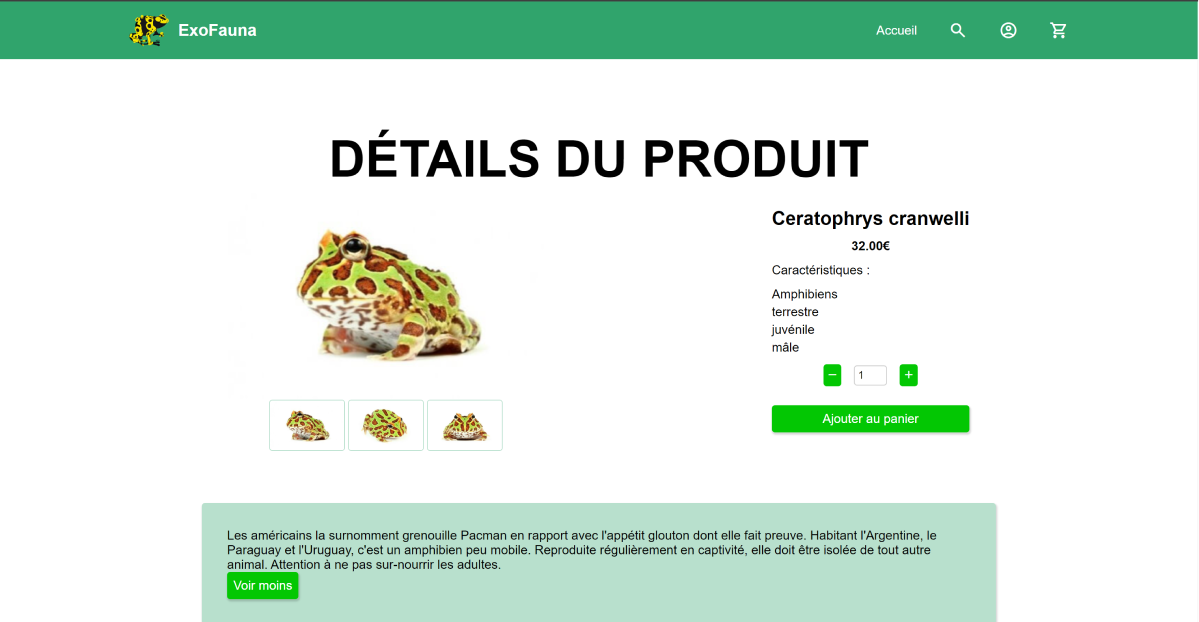 ExoFauna
Accueil
DÉTAILS DU PRODUIT
Ceratophrys cranwelli
32.00€
Caractéristiques :
Amphibiens
terrestre
juvénile
mâle
− 1 +
Ajouter au panier
Les américains la surnomment grenouille Pacman en rapport avec l'appétit glouton dont elle fait preuve. Habitant l'Argentine, le
Paraguay et l'Uruguay, c'est un amphibien peu mobile. Reproduite régulièrement en captivité, elle doit être isolée de tout autre
animal. Attention à ne pas sur-nourrir les adultes.
Voir moins